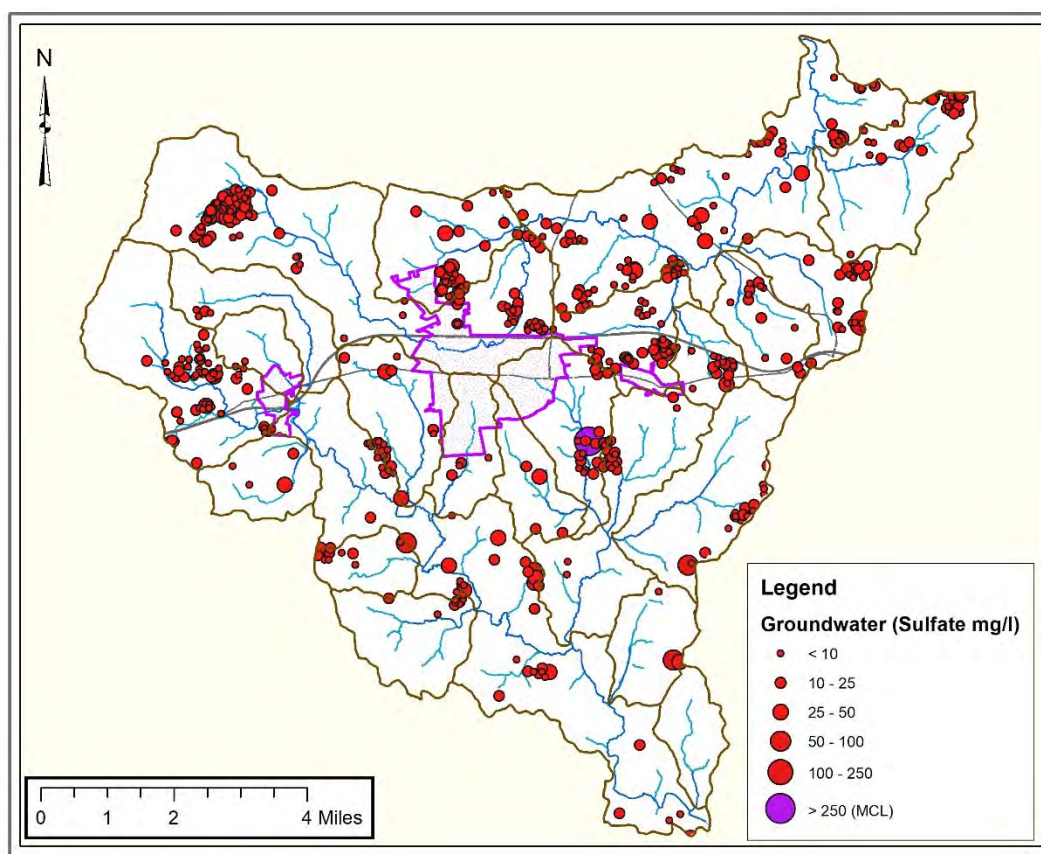 N
Legend
Groundwater (Sulfate mg/l)
< 10
10 - 25
25 - 50
50 - 100
100 - 250
> 250 (MCL)
0 1 2 4 Miles